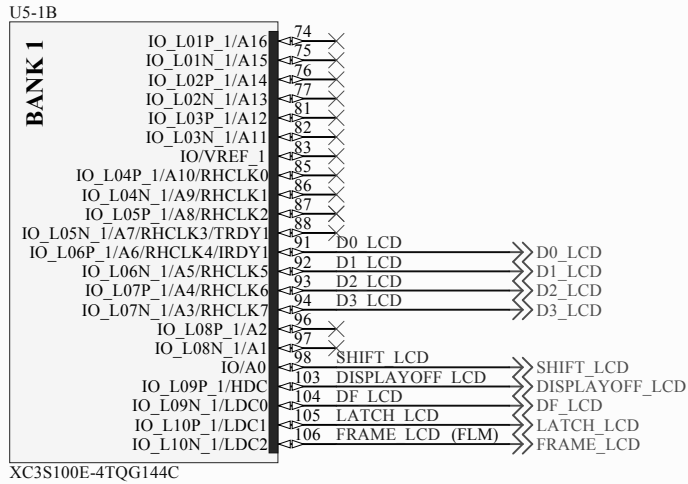 U5-1B
BANK 1
IO_L01P_1/A16 74
IO_L01N_1/A15 75
IO_L02P_1/A14 76
IO_L02N_1/A13 77
IO_L03P_1/A12 81
IO_L03N_1/A11 82
IO/VREF_1 83
IO_L04P_1/A10/RHCLK0 85
IO_L04N_1/A9/RHCLK1 86
IO_L05P_1/A8/RHCLK2 87
IO_L05N_1/A7/RHCLK3/TRDY1 88
IO_L06P_1/A6/RHCLK4/IRDY1 91 D0_LCD D0_LCD
IO_L06N_1/A5/RHCLK5 92 D1_LCD D1_LCD
IO_L07P_1/A4/RHCLK6 93 D2_LCD D2_LCD
IO_L07N_1/A3/RHCLK7 94 D3_LCD D3_LCD
IO_L08P_1/A2 96
IO_L08N_1/A1 97
IO/A0 98 SHIFT_LCD SHIFT_LCD
IO_L09P_1/HDC 103 DISPLAYOFF_LCD DISPLAYOFF_LCD
IO_L09N_1/LDC0 104 DF_LCD DF_LCD
IO_L10P_1/LDC1 105 LATCH_LCD LATCH_LCD
IO_L10N_1/LDC2 106 FRAME_LCD (FLM) FRAME_LCD
XC3S100E-4TQG144C